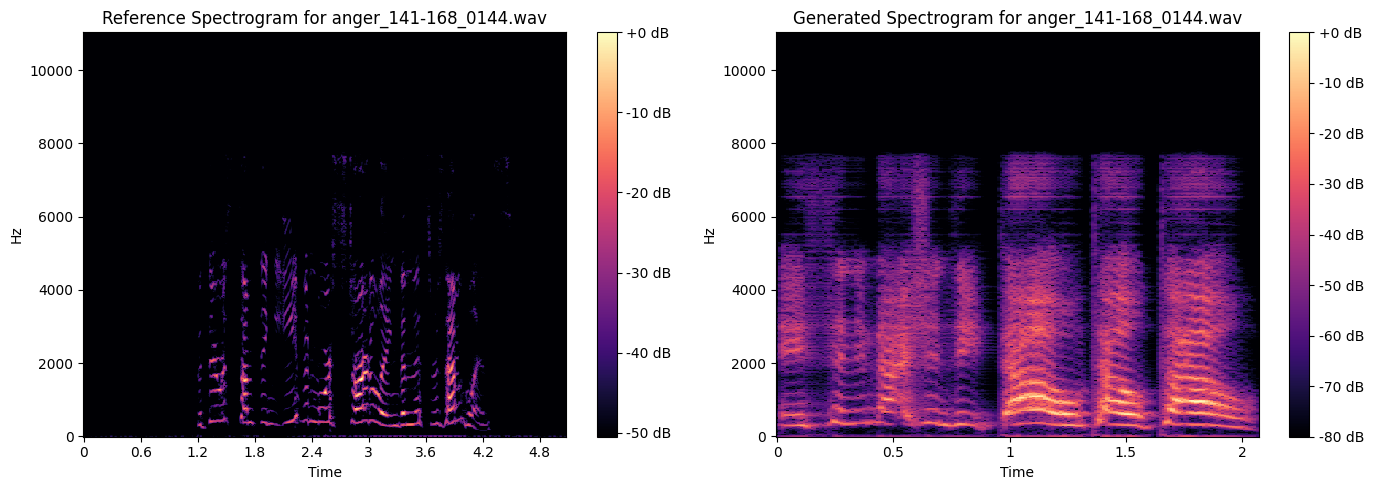 Reference Spectrogram for anger_141-168_0144.wav
10000
8000
6000
4000
2000
0
Hz
0
0.6
1.2
1.8
2.4
3
3.6
4.2
4.8
Time
+0 dB
-10 dB
-20 dB
-30 dB
-40 dB
-50 dB
Generated Spectrogram for anger_141-168_0144.wav
10000
8000
6000
4000
2000
0
Hz
0
0.5
1
1.5
2
Time
+0 dB
-10 dB
-20 dB
-30 dB
-40 dB
-50 dB
-60 dB
-70 dB
-80 dB